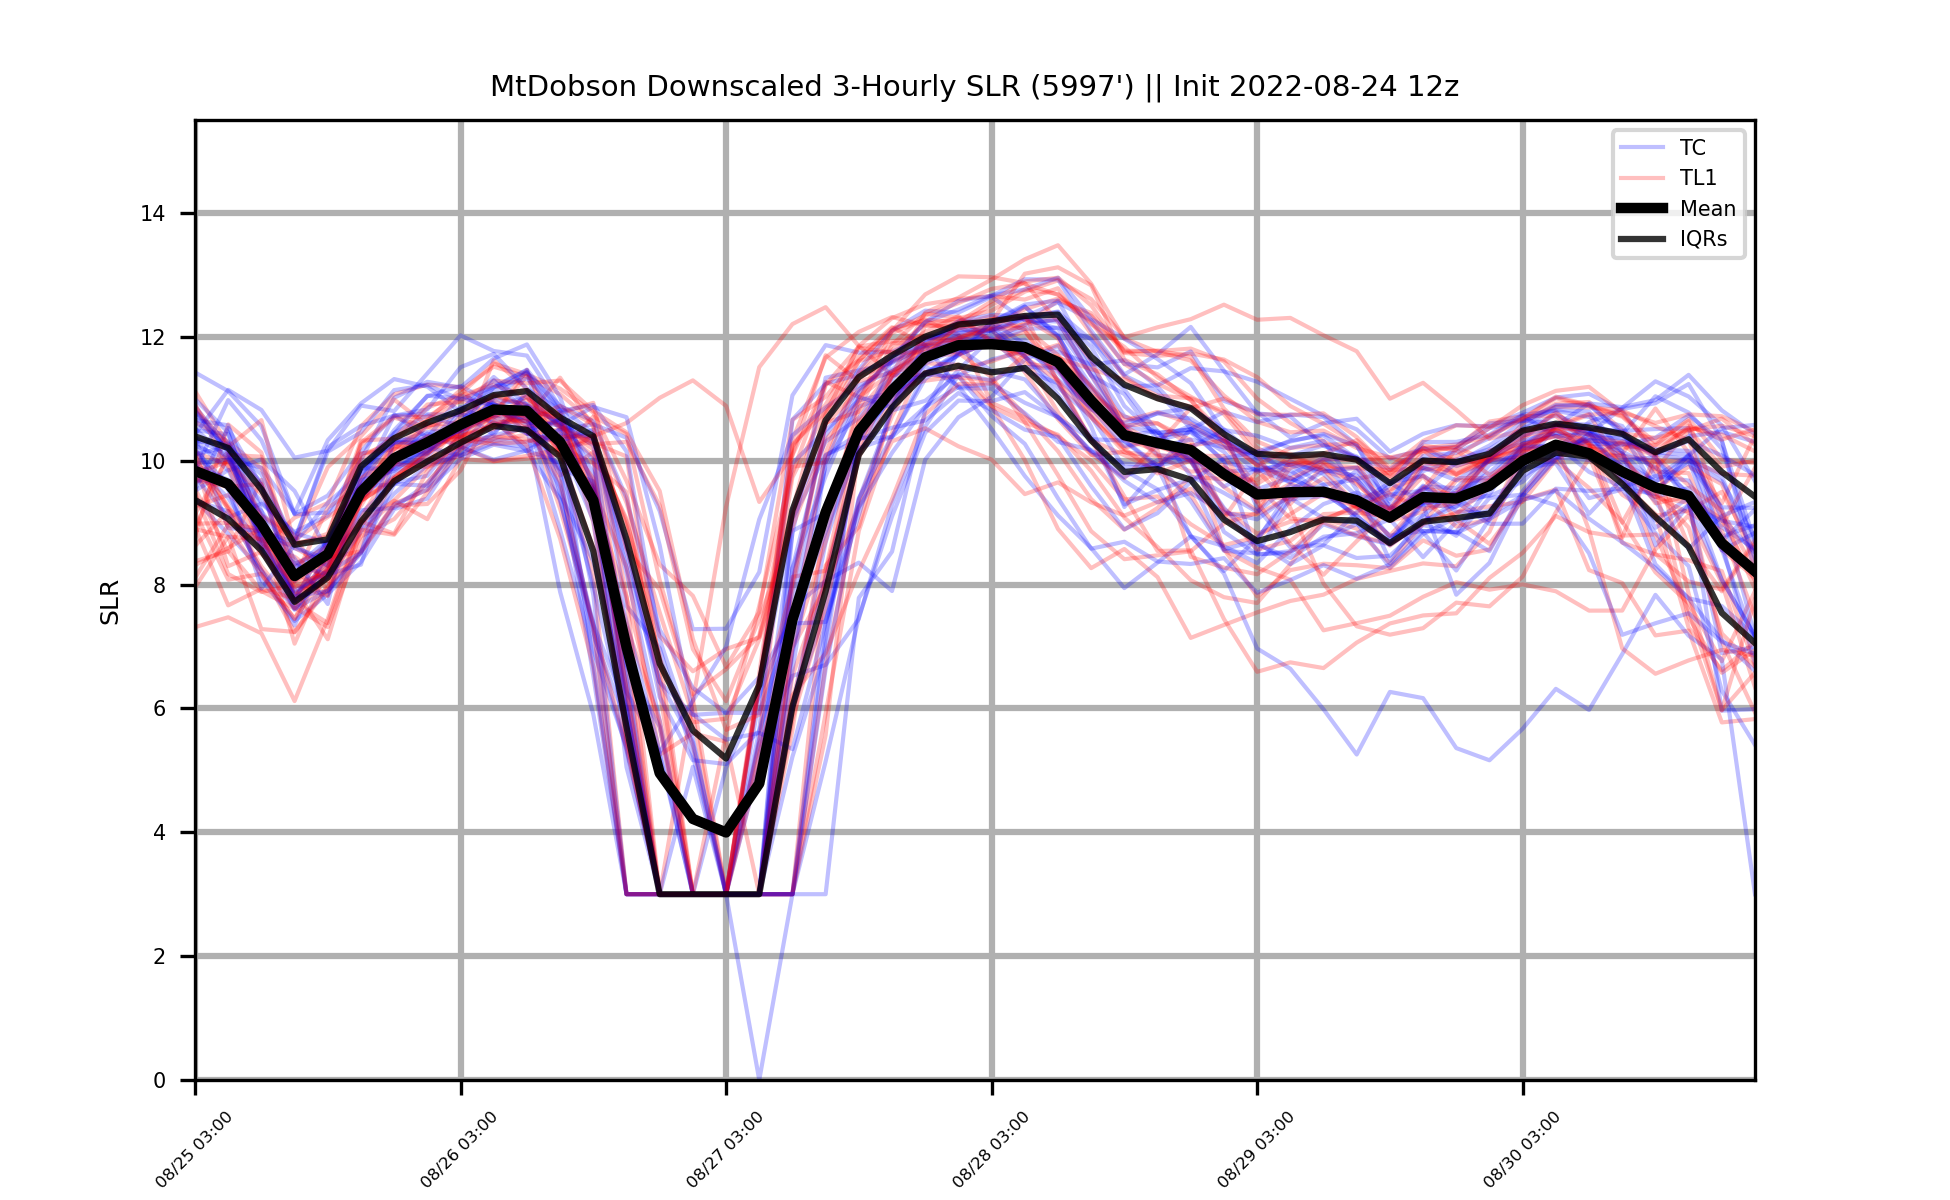 MtDobson Downscaled 3-Hourly SLR (5997') || Init 2022-08-24 12z
TC
TL1
Mean
IQRs
SLR
14
12
10
8
6
4
2
0
08/25 03:00
08/26 03:00
08/27 03:00
08/28 03:00
08/29 03:00
08/30 03:00